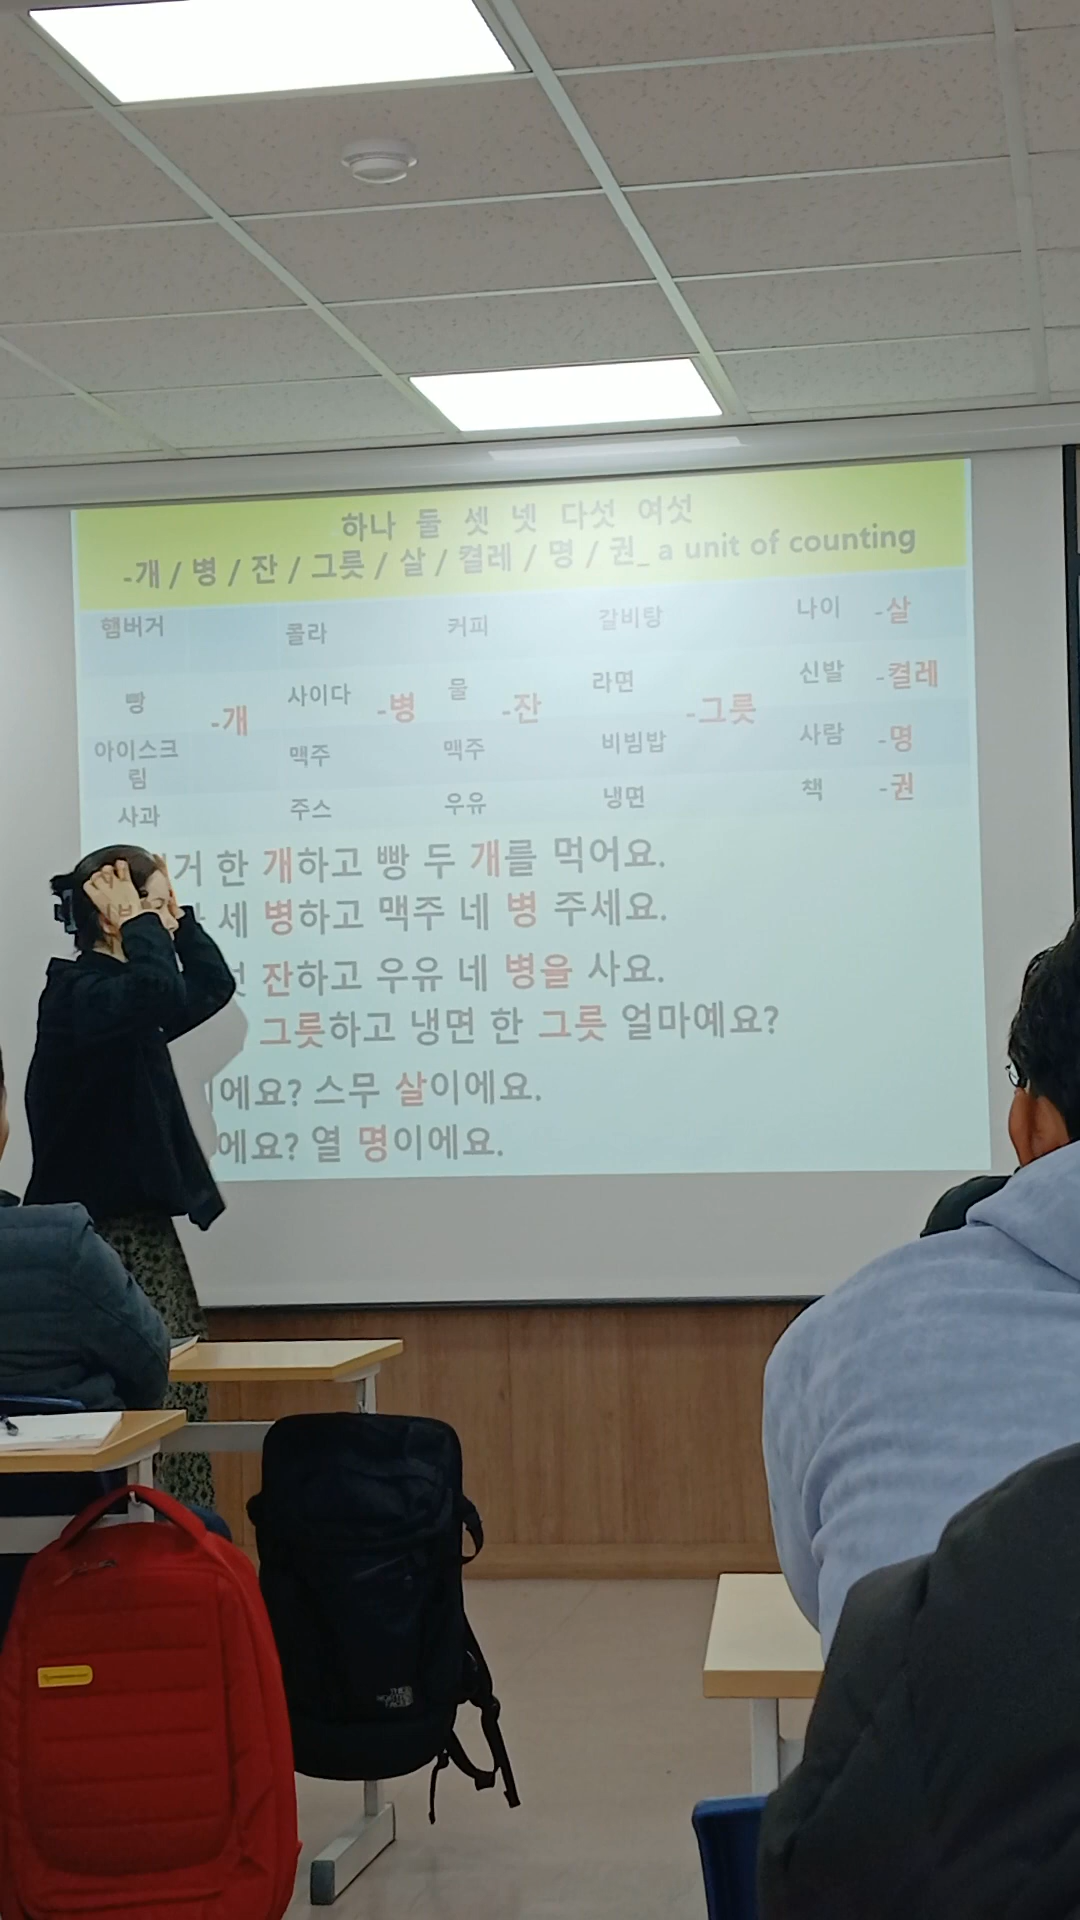 하나 둘 셋 넷 다섯 여섯
-개 / 병 / 잔 / 그릇 / 살 / 켤레 / 명 / 권_ a unit of counting
햄버거 콜라 커피 갈비탕 나이 -살
빵 -개 사이다 -병 물 -잔 라면 -그릇 신발 -켤레
아이스크림 맥주 맥주 비빔밥 사람 -명
사과 주스 우유 냉면 책 -권
거 한 개하고 빵 두 개를 먹어요.
세 병하고 맥주 네 병 주세요.
잔하고 우유 네 병을 사요.
그릇하고 냉면 한 그릇 얼마예요?
이에요? 스무 살이에요.
에요? 열 명이에요.
THE NORTH FACE